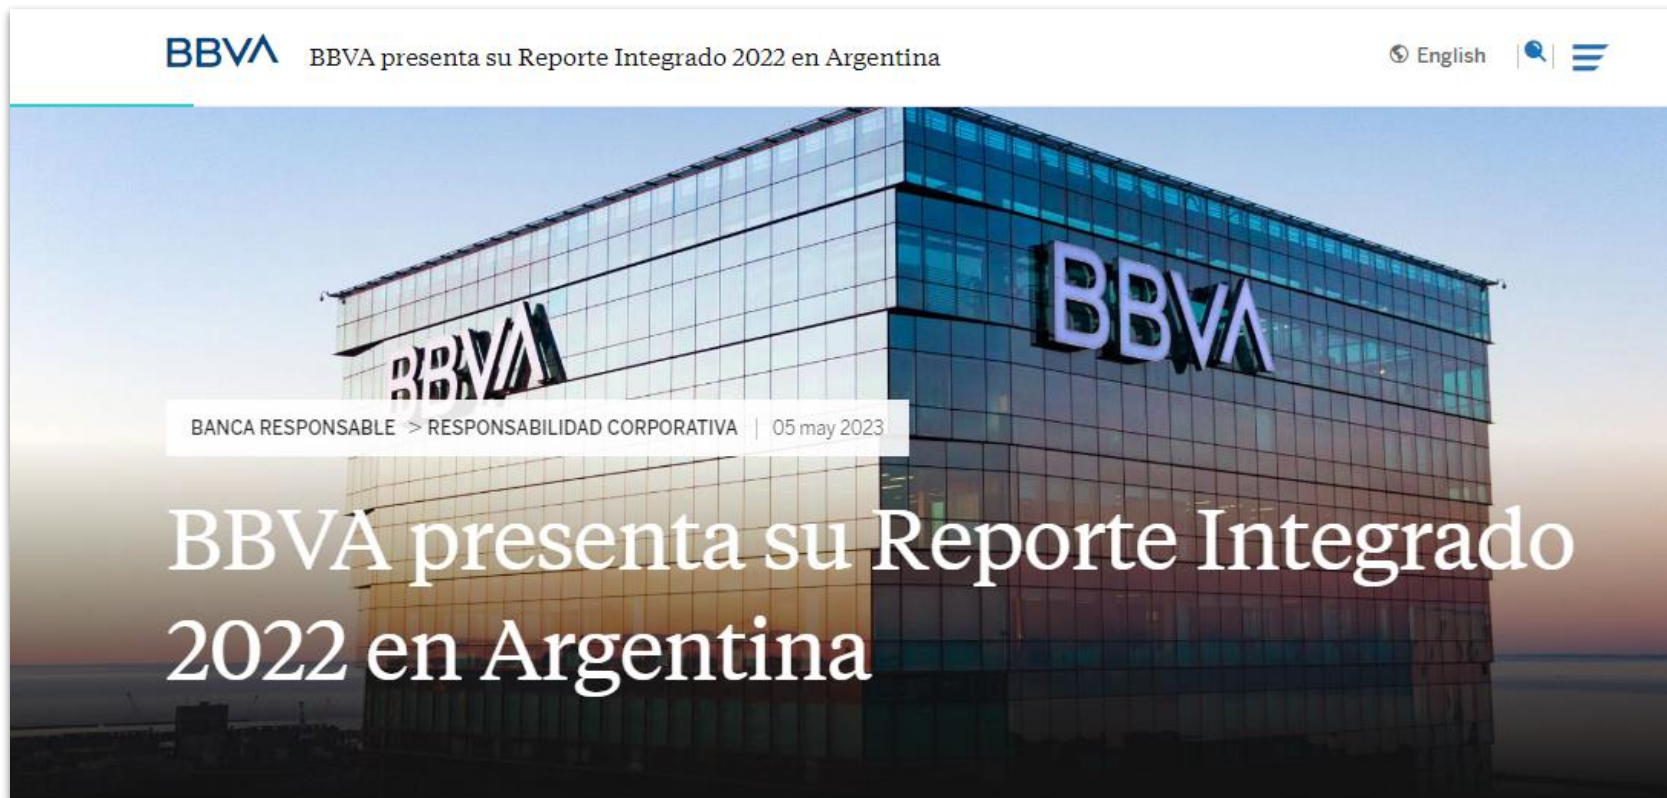 BBVA BBVA presenta su Reporte Integrado 2022 en Argentina English
BBVA
BBVA
BANCA RESPONSABLE > RESPONSABILIDAD CORPORATIVA | 05 may 2023
BBVA presenta su Reporte Integrado
2022 en Argentina